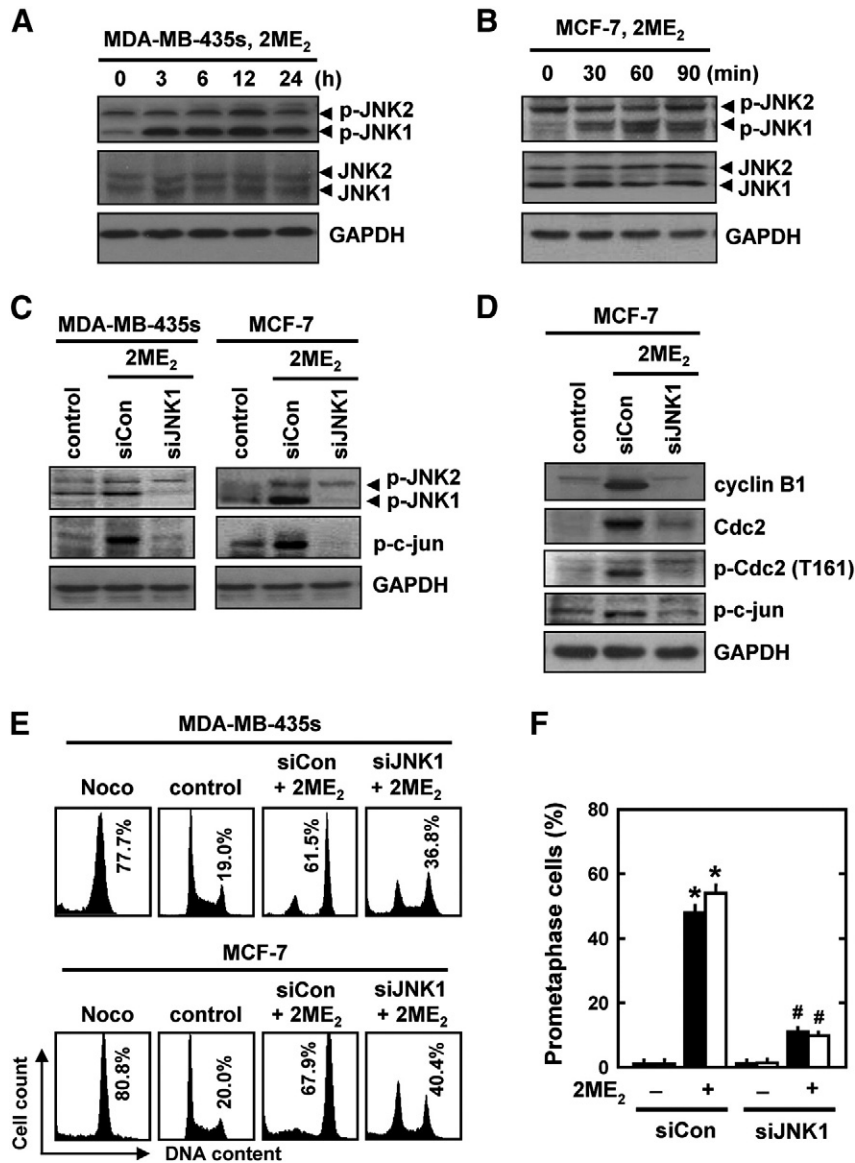 A
MDA-MB-435s, 2ME2
0 3 6 12 24 (h)
p-JNK2
p-JNK1
JNK2
JNK1
GAPDH
B
MCF-7, 2ME2
0 30 60 90 (min)
p-JNK2
p-JNK1
JNK2
JNK1
GAPDH
C
MDA-MB-435s MCF-7
2ME2 2ME2
control siCon siJNK1 control siCon siJNK1
p-JNK2
p-JNK1
p-c-jun
GAPDH
D
MCF-7
2ME2
control siCon siJNK1
cyclin B1
Cdc2
p-Cdc2 (T161)
p-c-jun
GAPDH
E
MDA-MB-435s
Noco control siCon + 2ME2 siJNK1 + 2ME2
77.7% 19.0% 61.5% 36.8%
MCF-7
Noco control siCon + 2ME2 siJNK1 + 2ME2
80.8% 20.0% 67.9% 40.4%
Cell count
DNA content
F
Prometaphase cells (%)
80
60
40
20
0
* *
# #
2ME2 – + – +
siCon siJNK1